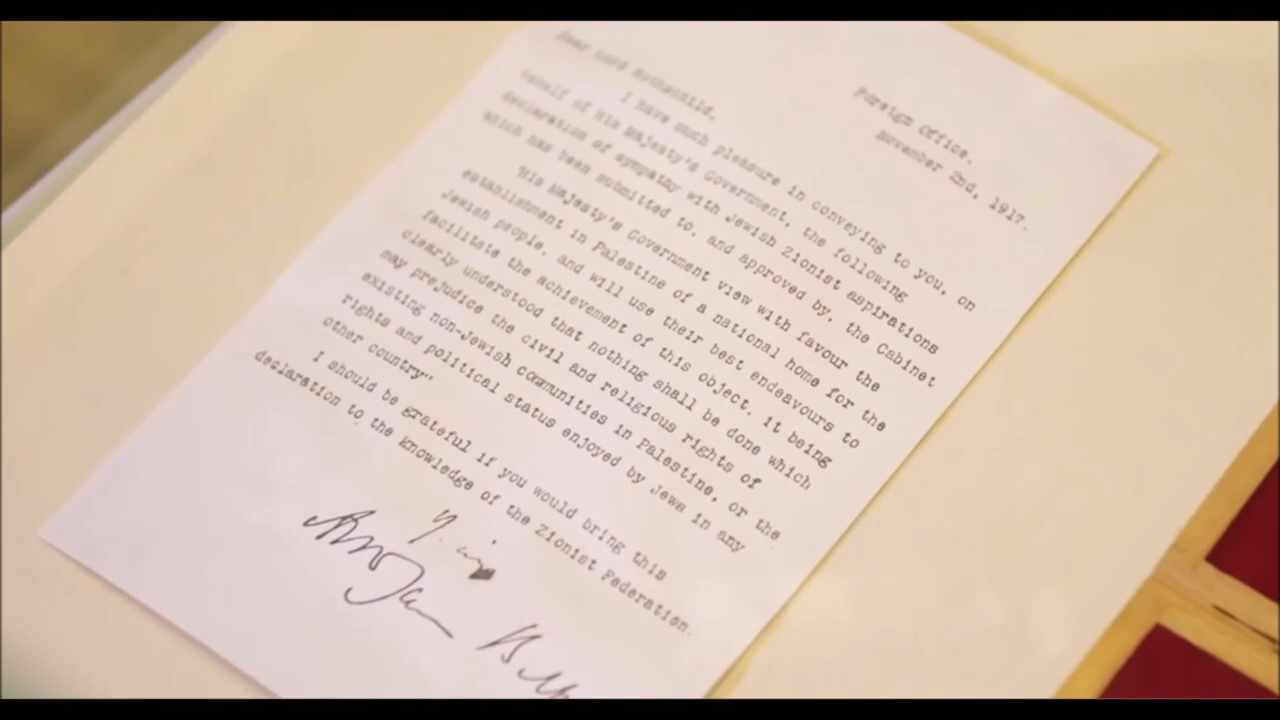 Foreign Office,
November 2nd, 1917.
Dear Lord Rothschild,
I have much pleasure in conveying to you, on
behalf of His Majesty's Government, the following
declaration of sympathy with Jewish Zionist aspirations
which has been submitted to, and approved by, the Cabinet
"His Majesty's Government view with favour the
establishment in Palestine of a national home for the
Jewish people, and will use their best endeavours to
facilitate the achievement of this object, it being
clearly understood that nothing shall be done which
may prejudice the civil and religious rights of
existing non-Jewish communities in Palestine, or the
rights and political status enjoyed by Jews in any
other country"
I should be grateful if you would bring this
declaration to the knowledge of the Zionist Federation.